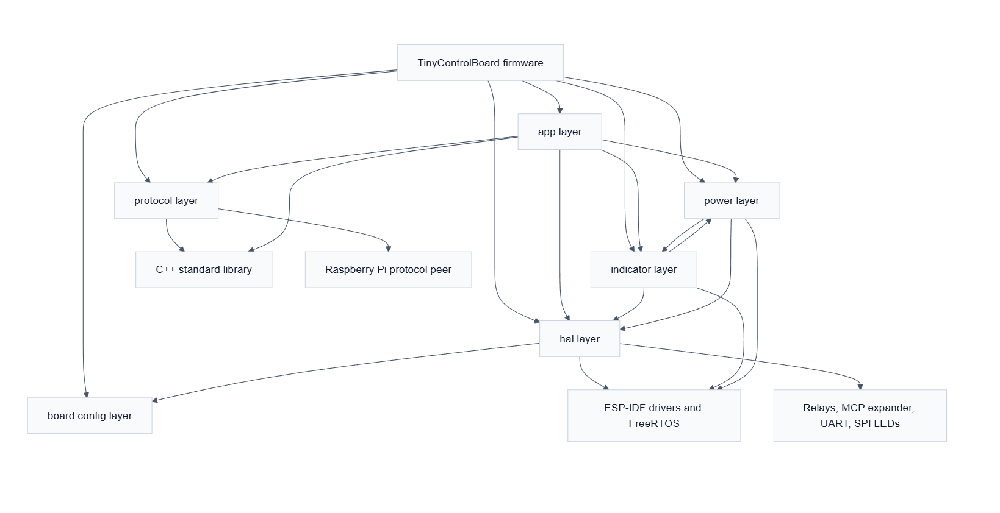 TinyControlBoard firmware
app layer
protocol layer
power layer
C++ standard library
Raspberry Pi protocol peer
indicator layer
hal layer
board config layer
ESP-IDF drivers and
FreeRTOS
Relays, MCP expander,
UART, SPI LEDs